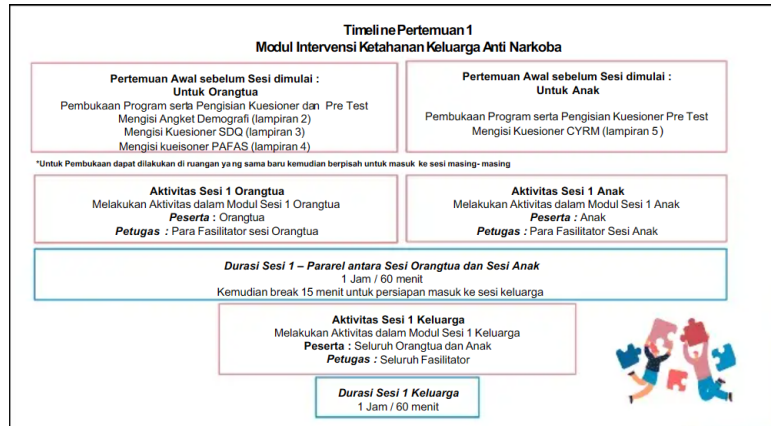 Timeline Pertemuan 1
Modul Intervensi Ketahanan Keluarga Anti Narkoba
Pertemuan Awal sebelum Sesi dimulai :
Untuk Orangtua
Pembukaan Program serta Pengisian Kuesioner dan Pre Test
Mengisi Angket Demografi (lampiran 2)
Mengisi Kuesioner SDQ (lampiran 3)
Mengisi kueisoner PAFAS (lampiran 4)
Pertemuan Awal sebelum Sesi dimulai :
Untuk Anak
Pembukaan Program serta Pengisian Kuesioner Pre Test
Mengisi Kuesioner CYRM (lampiran 5 )
*Untuk Pembukaan dapat dilakukan di ruangan yang sama baru kemudian berpisah untuk masuk ke sesi masing- masing
Aktivitas Sesi 1 Orangtua
Melakukan Aktivitas dalam Modul Sesi 1 Orangtua
Peserta : Orangtua
Petugas : Para Fasilitator sesi Orangtua
Aktivitas Sesi 1 Anak
Melakukan Aktivitas dalam Modul Sesi 1 Anak
Peserta : Anak
Petugas : Para Fasilitator Sesi Anak
Durasi Sesi 1 – Pararel antara Sesi Orangtua dan Sesi Anak
1 Jam / 60 menit
Kemudian break 15 menit untuk persiapan masuk ke sesi keluarga
Aktivitas Sesi 1 Keluarga
Melakukan Aktivitas dalam Modul Sesi 1 Keluarga
Peserta : Seluruh Orangtua dan Anak
Petugas : Seluruh Fasilitator
Durasi Sesi 1 Keluarga
1 Jam / 60 menit